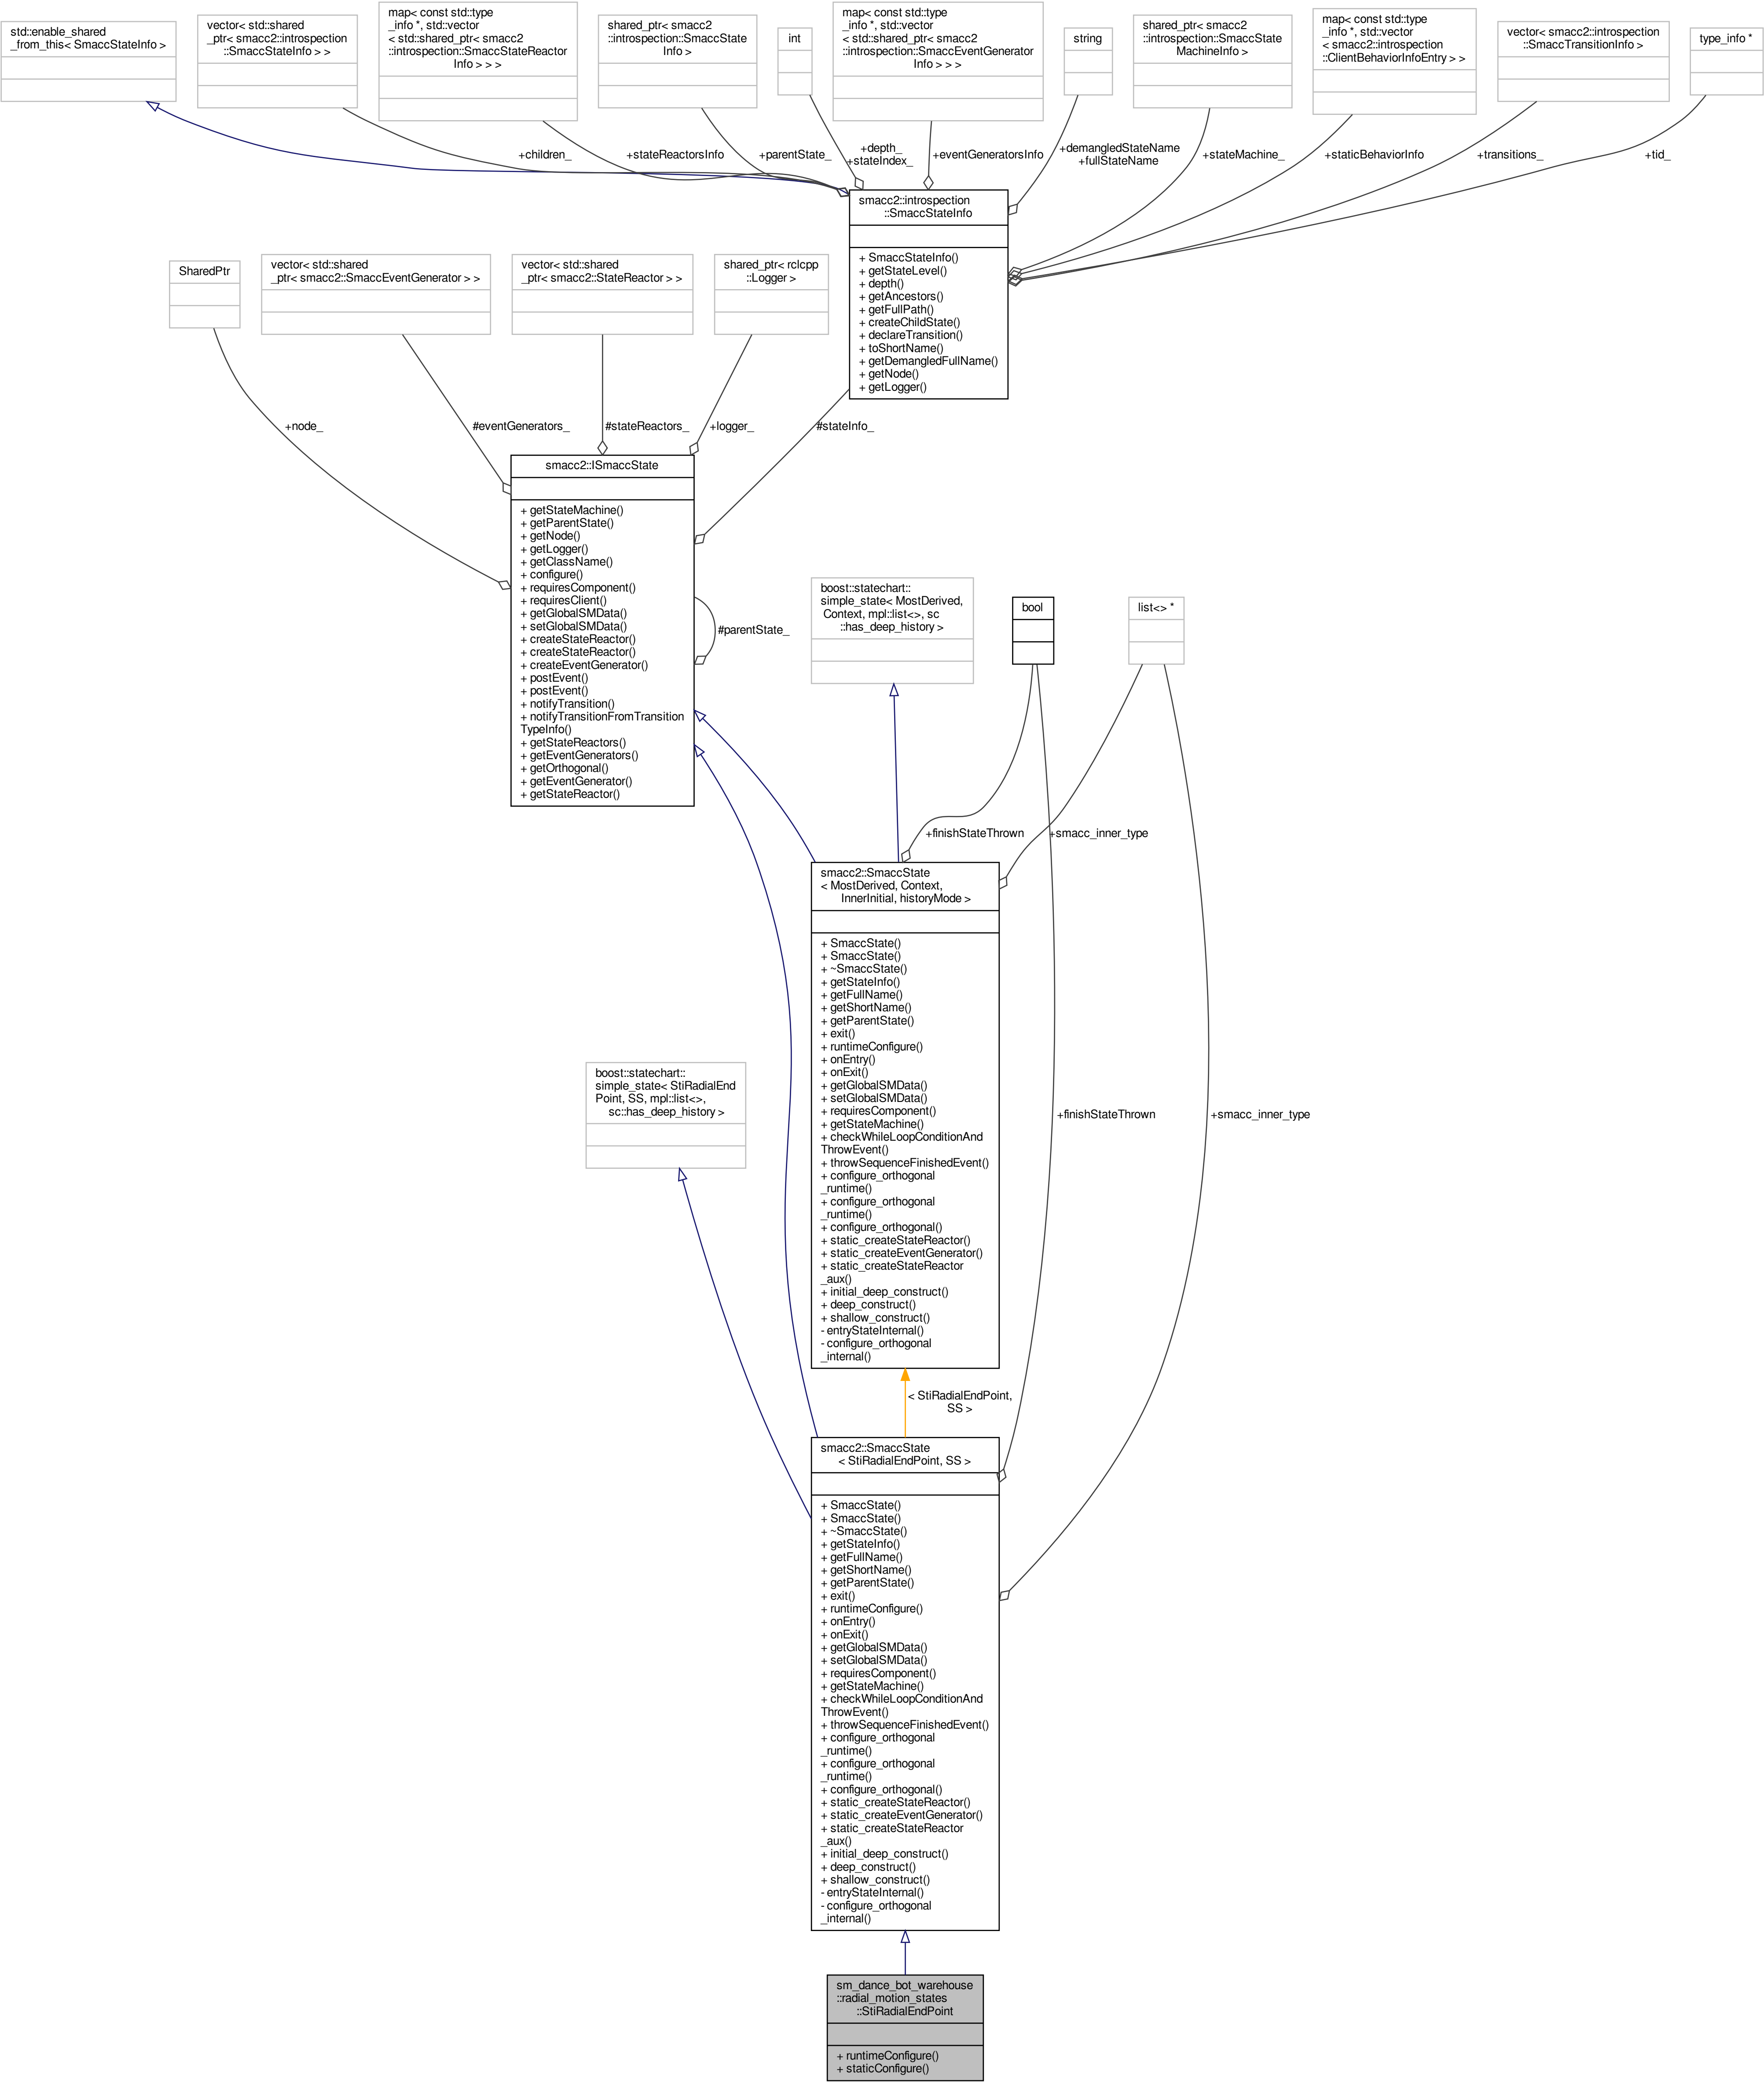 std::enable_shared
_from_this< SmaccStateInfo >
vector< std::shared
_ptr< smacc2::introspection
::SmaccStateInfo > >
map< const std::type
_info *, std::vector
< std::shared_ptr< smacc2
::introspection::SmaccStateReactor
Info > > >
shared_ptr< smacc2
::introspection::SmaccState
Info >
int
map< const std::type
_info *, std::vector
< std::shared_ptr< smacc2
::introspection::SmaccEventGenerator
Info > > >
string
shared_ptr< smacc2
::introspection::SmaccState
MachineInfo >
map< const std::type
_info *, std::vector
< smacc2::introspection
::ClientBehaviorInfoEntry > >
vector< smacc2::introspection
::SmaccTransitionInfo >
type_info *
+children_
+stateReactorsInfo
+parentState_
+depth_
+stateIndex_
+eventGeneratorsInfo
+demangledStateName
+fullStateName
+stateMachine_
+staticBehaviorInfo
+transitions_
+tid_
smacc2::introspection
::SmaccStateInfo
+ SmaccStateInfo()
+ getStateLevel()
+ depth()
+ getAncestors()
+ getFullPath()
+ createChildState()
+ declareTransition()
+ toShortName()
+ getDemangledFullName()
+ getNode()
+ getLogger()
SharedPtr
vector< std::shared
_ptr< smacc2::SmaccEventGenerator > >
vector< std::shared
_ptr< smacc2::StateReactor > >
shared_ptr< rclcpp
::Logger >
+node_
#eventGenerators_
#stateReactors_
+logger_
#stateInfo_
smacc2::ISmaccState
+ getStateMachine()
+ getParentState()
+ getNode()
+ getLogger()
+ getClassName()
+ configure()
+ requiresComponent()
+ requiresClient()
+ getGlobalSMData()
+ setGlobalSMData()
+ createStateReactor()
+ createStateReactor()
+ createEventGenerator()
+ postEvent()
+ postEvent()
+ notifyTransition()
+ notifyTransitionFromTransition
TypeInfo()
+ getStateReactors()
+ getEventGenerators()
+ getOrthogonal()
+ getEventGenerator()
+ getStateReactor()
#parentState_
boost::statechart::
simple_state< MostDerived,
Context, mpl::list<>, sc
::has_deep_history >
bool
list<> *
+finishStateThrown
+smacc_inner_type
smacc2::SmaccState
< MostDerived, Context,
InnerInitial, historyMode >
+ SmaccState()
+ SmaccState()
+ ~SmaccState()
+ getStateInfo()
+ getFullName()
+ getShortName()
+ getParentState()
+ exit()
+ runtimeConfigure()
+ onEntry()
+ onExit()
+ getGlobalSMData()
+ setGlobalSMData()
+ requiresComponent()
+ getStateMachine()
+ checkWhileLoopConditionAnd
ThrowEvent()
+ throwSequenceFinishedEvent()
+ configure_orthogonal
_runtime()
+ configure_orthogonal
_runtime()
+ configure_orthogonal()
+ static_createStateReactor()
+ static_createEventGenerator()
+ static_createStateReactor
_aux()
+ initial_deep_construct()
+ deep_construct()
+ shallow_construct()
- entryStateInternal()
- configure_orthogonal
_internal()
boost::statechart::
simple_state< StiRadialEnd
Point, SS, mpl::list<>,
sc::has_deep_history >
+finishStateThrown
+smacc_inner_type
< StiRadialEndPoint,
SS >
smacc2::SmaccState
< StiRadialEndPoint, SS >
+ SmaccState()
+ SmaccState()
+ ~SmaccState()
+ getStateInfo()
+ getFullName()
+ getShortName()
+ getParentState()
+ exit()
+ runtimeConfigure()
+ onEntry()
+ onExit()
+ getGlobalSMData()
+ setGlobalSMData()
+ requiresComponent()
+ getStateMachine()
+ checkWhileLoopConditionAnd
ThrowEvent()
+ throwSequenceFinishedEvent()
+ configure_orthogonal
_runtime()
+ configure_orthogonal
_runtime()
+ configure_orthogonal()
+ static_createStateReactor()
+ static_createEventGenerator()
+ static_createStateReactor
_aux()
+ initial_deep_construct()
+ deep_construct()
+ shallow_construct()
- entryStateInternal()
- configure_orthogonal
_internal()
sm_dance_bot_warehouse
::radial_motion_states
::StiRadialEndPoint
+ runtimeConfigure()
+ staticConfigure()